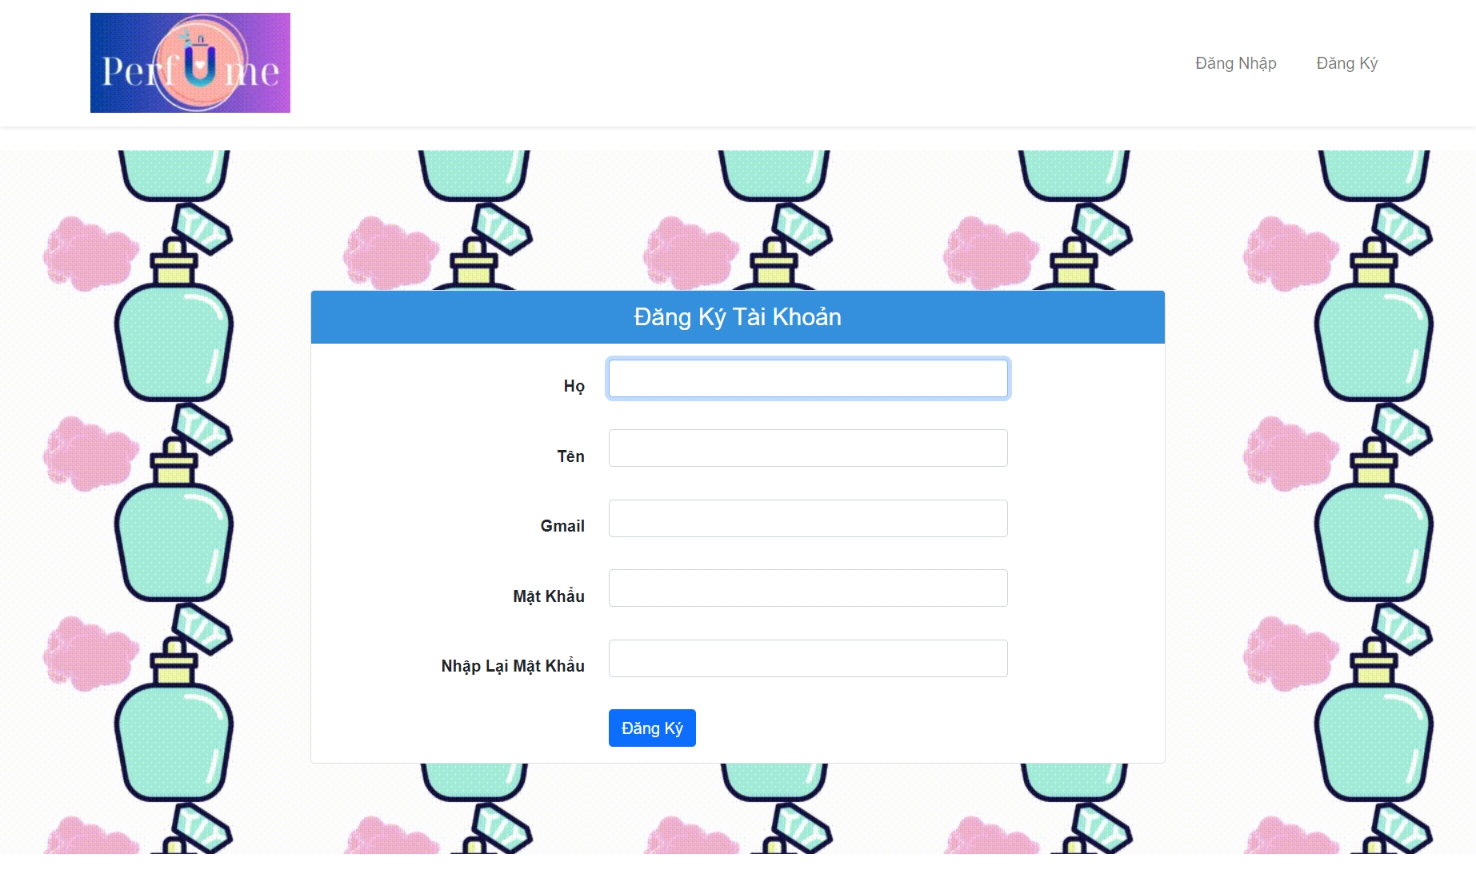 PerfUme
Đăng Nhập
Đăng Ký
Đăng Ký Tài Khoản
Họ
Tên
Gmail
Mật Khẩu
Nhập Lại Mật Khẩu
Đăng Ký